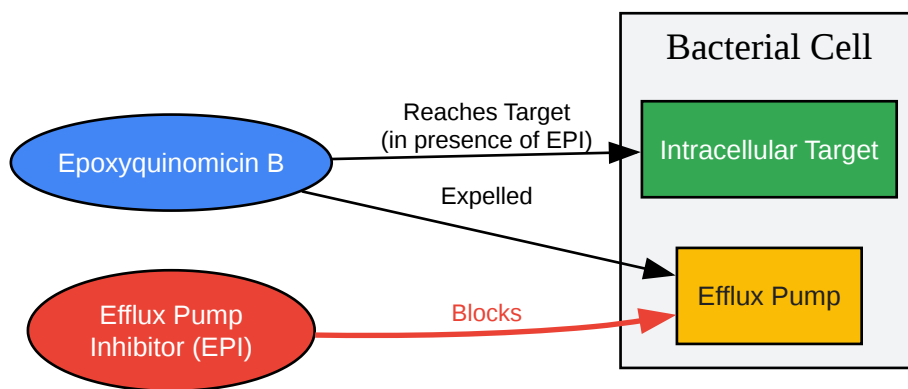 Bacterial Cell
Reaches Target
(in presence of EPI)
Epoxyquinomicin B
Intracellular Target
Expelled
Efflux Pump
Efflux Pump
Inhibitor (EPI)
Blocks